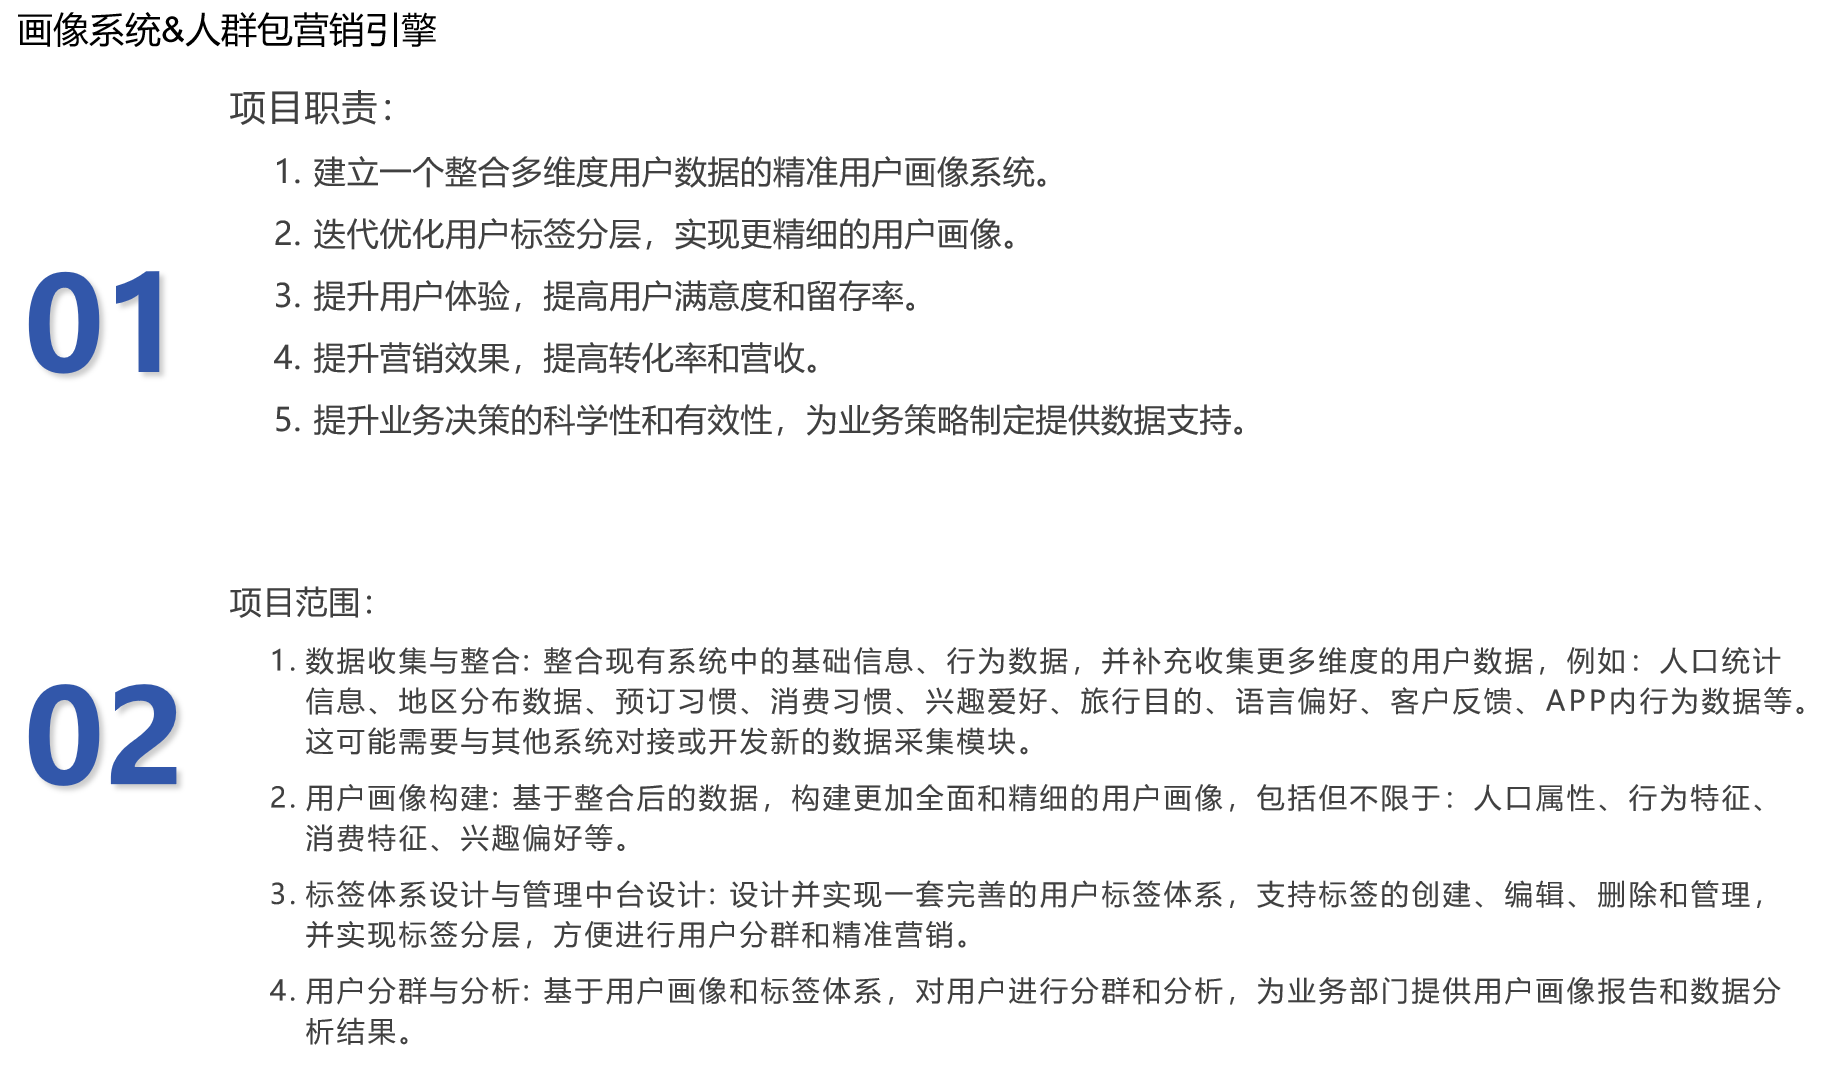 画像系统&人群包营销引擎
项目职责：
1. 建立一个整合多维度用户数据的精准用户画像系统。
2. 迭代优化用户标签分层，实现更精细的用户画像。
01
3. 提升用户体验，提高用户满意度和留存率。
4. 提升营销效果，提高转化率和营收。
5. 提升业务决策的科学性和有效性，为业务策略制定提供数据支持。
项目范围：
1. 数据收集与整合: 整合现有系统中的基础信息、行为数据，并补充收集更多维度的用户数据，例如：人口统计
信息、地区分布数据、预订习惯、消费习惯、兴趣爱好、旅行目的、语言偏好、客户反馈、APP内行为数据等。
这可能需要与其他系统对接或开发新的数据采集模块。
02
2. 用户画像构建: 基于整合后的数据，构建更加全面和精细的用户画像，包括但不限于：人口属性、行为特征、
消费特征、兴趣偏好等。
3. 标签体系设计与管理中台设计: 设计并实现一套完善的用户标签体系，支持标签的创建、编辑、删除和管理，
并实现标签分层，方便进行用户分群和精准营销。
4. 用户分群与分析: 基于用户画像和标签体系，对用户进行分群和分析，为业务部门提供用户画像报告和数据分
析结果。